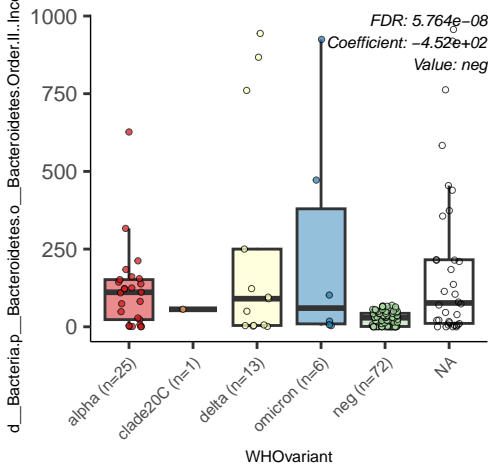 FDR: 5.764e−08
Coefficient: −4.52e+02
Value: neg
d__Bacteria.p__Bacteroidetes.o__Bacteroidetes.Order.II..Ince
1000
750
500
250
0
alpha (n=25)
clade20C (n=1)
delta (n=13)
omicron (n=6)
neg (n=72)
NA
WHOvariant